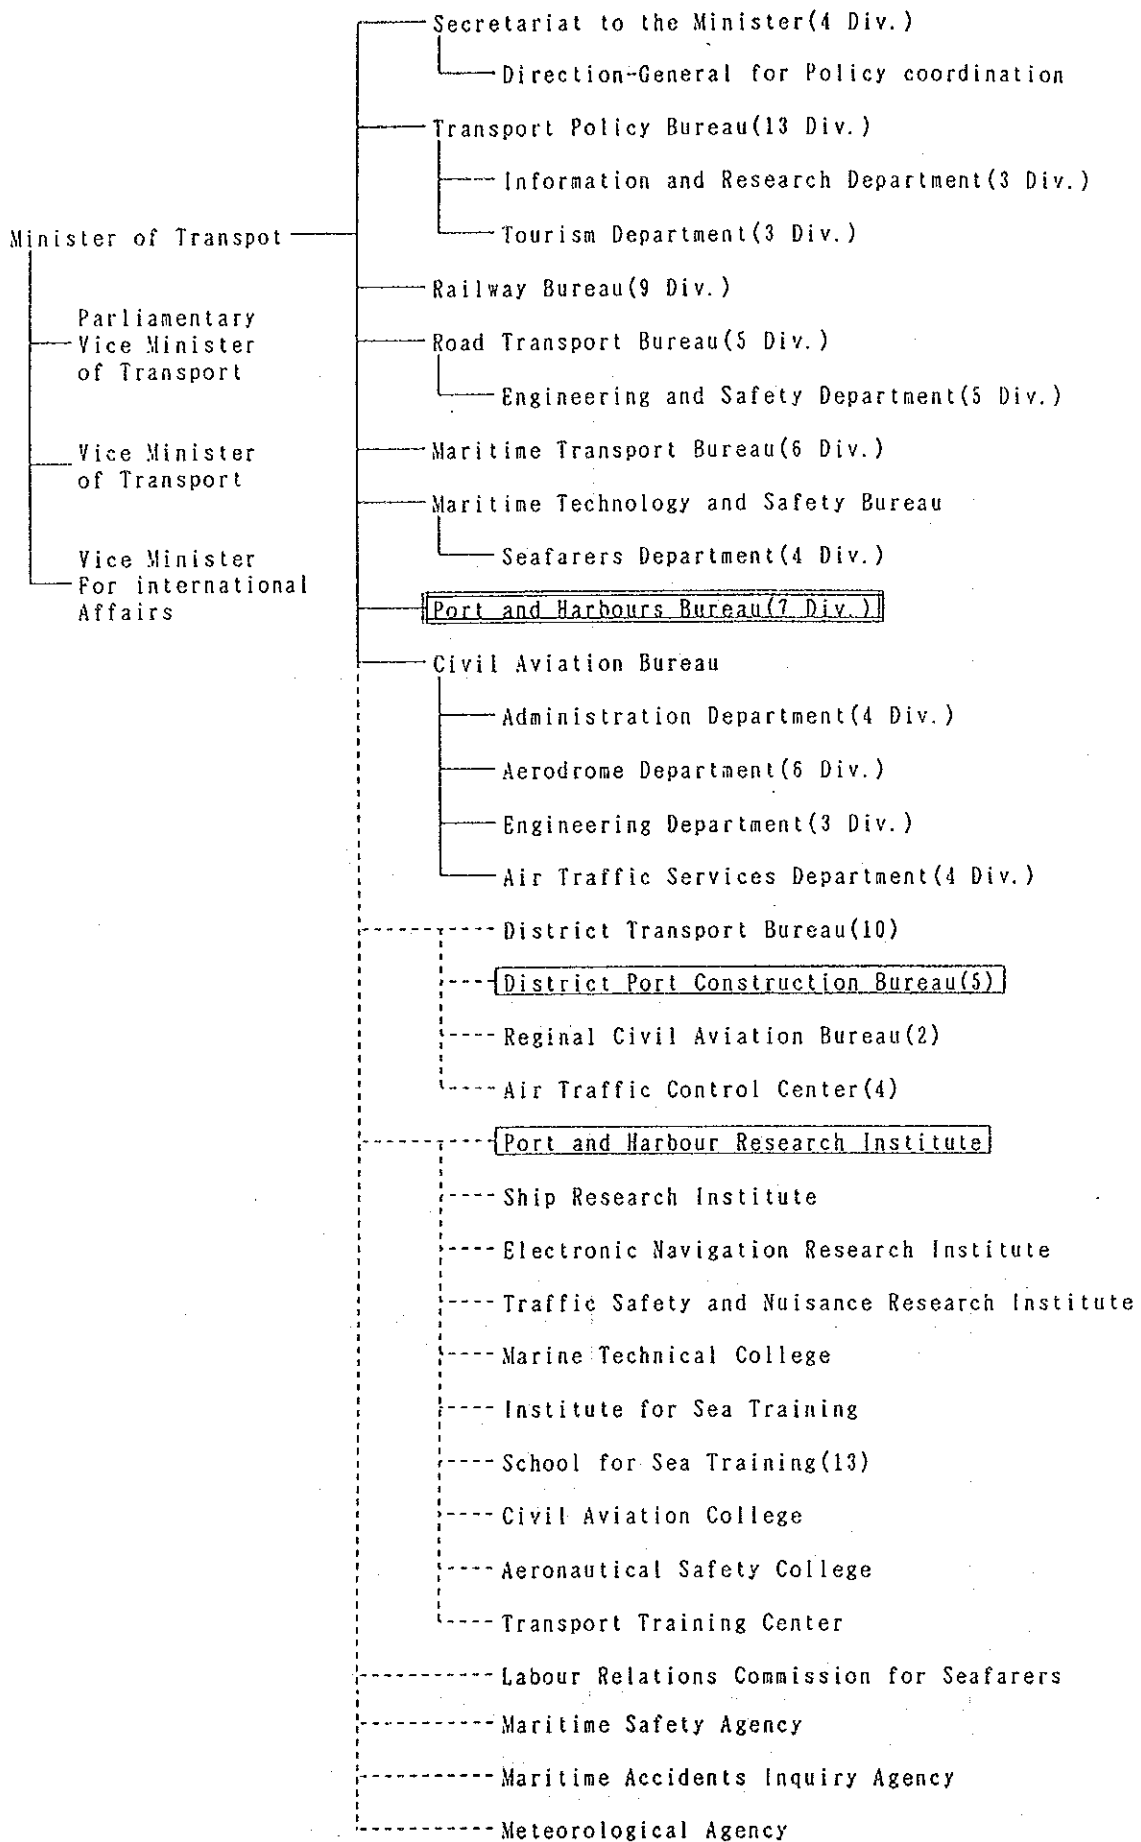 Secretariat to the Minister(4 Div.)
Direction-General for Policy coordination
Transport Policy Bureau(13 Div.)
Information and Research Department(3 Div.)
Tourism Department(3 Div.)
Minister of Transpot
Railway Bureau(9 Div.)
Parliamentary
Vice Minister
of Transport
Road Transport Bureau(5 Div.)
Engineering and Safety Department(5 Div.)
Vice Minister
of Transport
Maritime Transport Bureau(6 Div.)
Maritime Technology and Safety Bureau
Seafarers Department(4 Div.)
Vice Minister
For international
Affairs
Port and Harbours Bureau(7 Div.)
Civil Aviation Bureau
Administration Department(4 Div.)
Aerodrome Department(6 Div.)
Engineering Department(3 Div.)
Air Traffic Services Department(4 Div.)
District Transport Bureau(10)
District Port Construction Bureau(5)
Reginal Civil Aviation Bureau(2)
Air Traffic Control Center(4)
Port and Harbour Research Institute
Ship Research Institute
Electronic Navigation Research Institute
Traffic Safety and Nuisance Research Institute
Marine Technical College
Institute for Sea Training
School for Sea Training(13)
Civil Aviation College
Aeronautical Safety College
Transport Training Center
Labour Relations Commission for Seafarers
Maritime Safety Agency
Maritime Accidents Inquiry Agency
Meteorological Agency